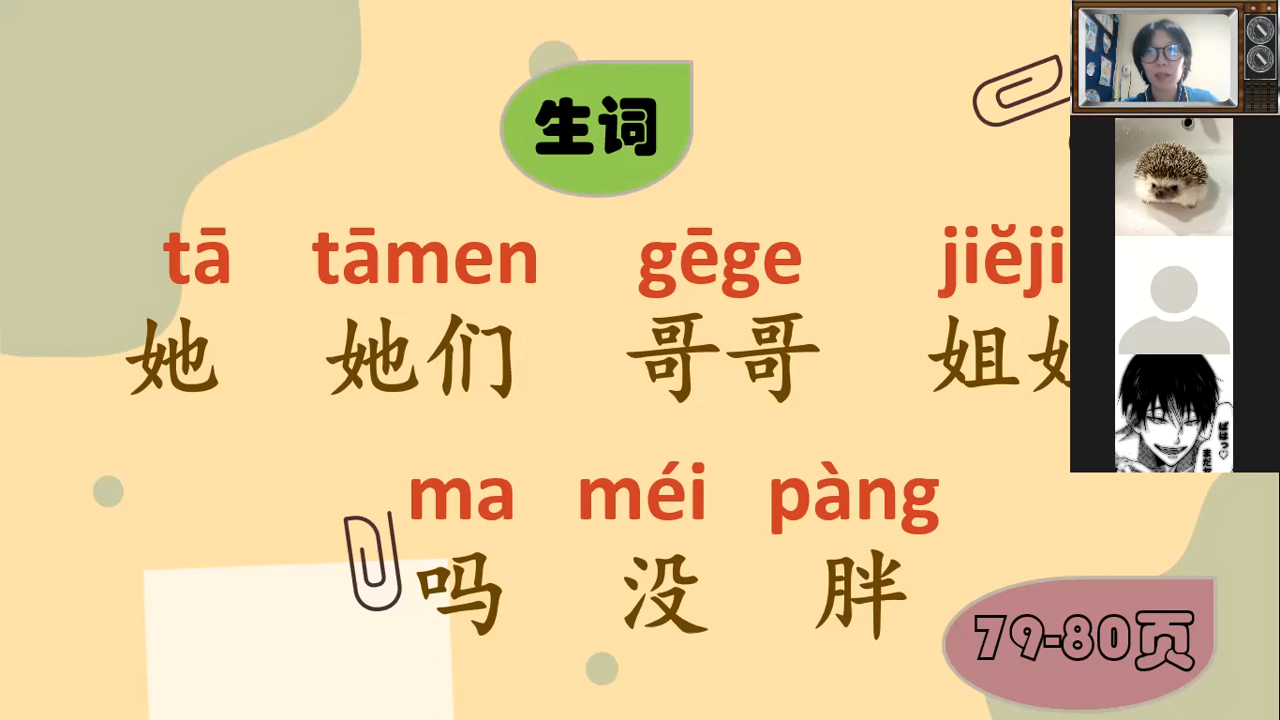 生词
tā tāmen gēge jiěji
她 她们 哥哥 姐
ma méi pàng
吗 没 胖
79-80页